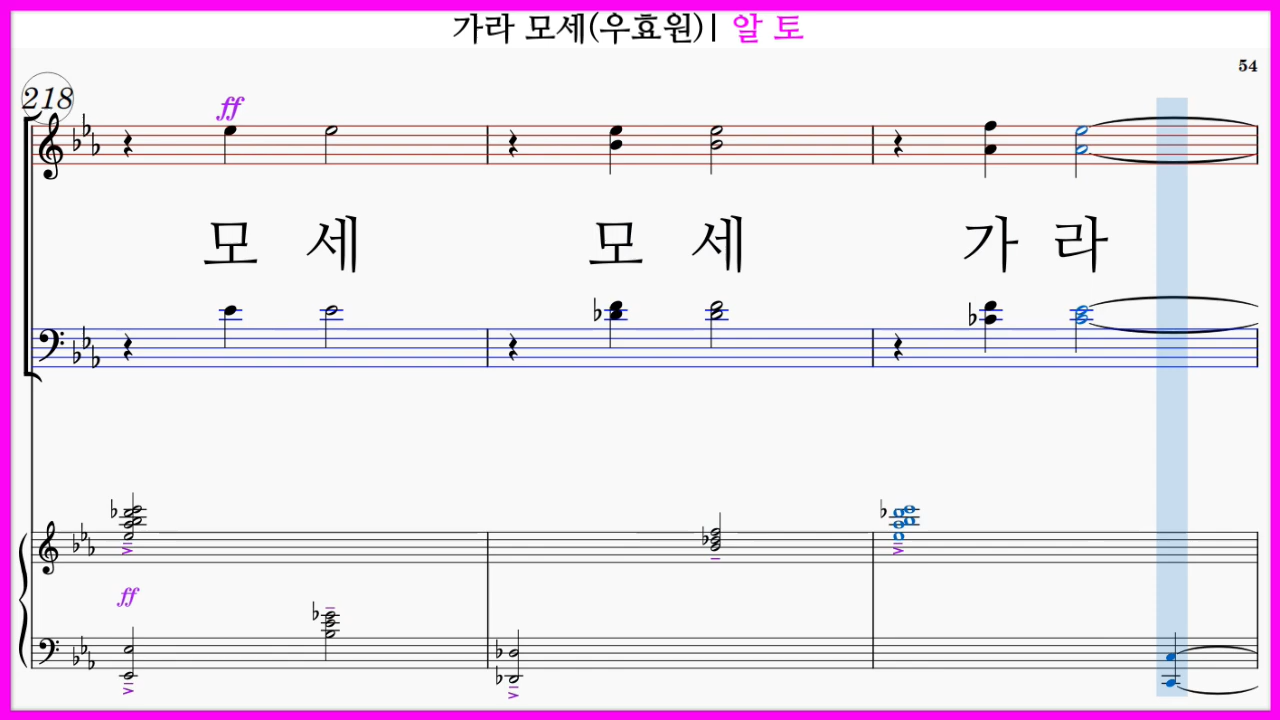 가라 모세(우효원)| 알 토
54
218
ff
모 세 모 세 가 라
ff